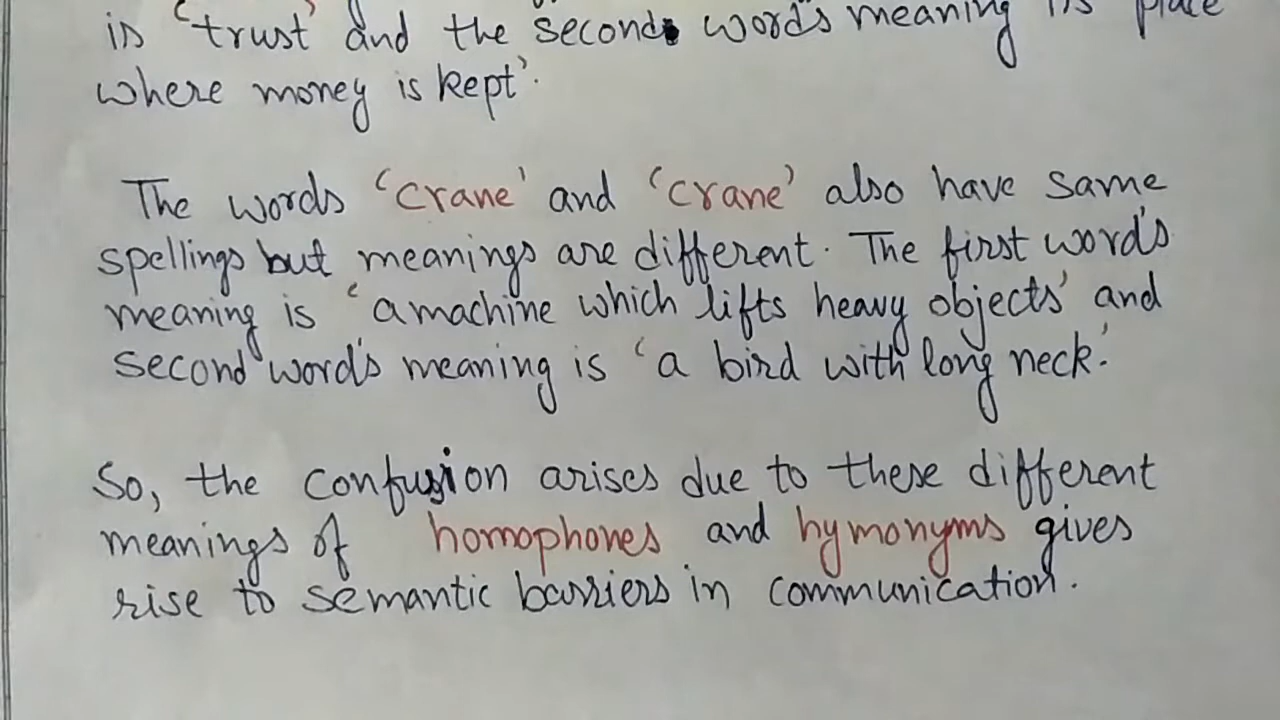 is ‘trust’ and the second word's meaning is place
where money is kept’.
The words ‘crane’ and ‘crane’ also have same
spellings but meanings are different. The first word's
meaning is ‘a machine which lifts heavy objects’ and
second word's meaning is ‘a bird with long neck.’
So, the confusion arises due to these different
meanings of homophones and hymonyms gives
rise to semantic barriers in communication.